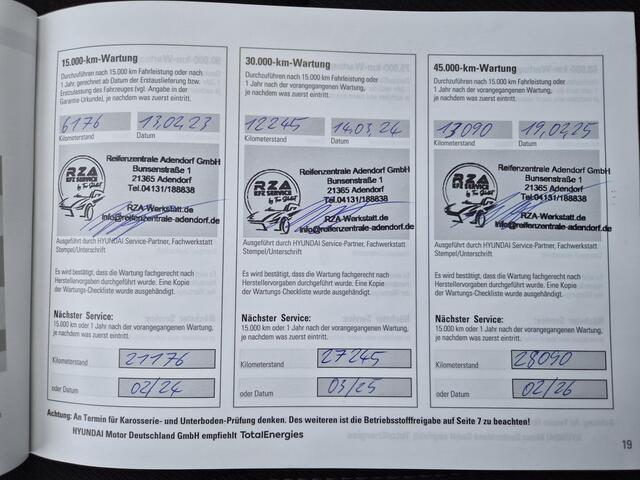 15.000-km-Wartung
Durchzuführen nach 15.000 km Fahrleistung oder nach
1 Jahr, gerechnet ab Datum der Erstauslieferung bzw.
Erstzulassung des Fahrzeuges (vgl. Angabe in der
Garantie-Urkunde), je nachdem was zuerst eintritt.
6176 13.02.23
Kilometerstand Datum
RZA
KFZ SERVICE
Reifenzentrale Adendorf GmbH
Bunsenstraße 1
21365 Adendorf
Tel.04131/188838
RZA-Werkstatt.de
Info@reifenzentrale-adendorf.de
Ausgeführt durch HYUNDAI Service-Partner, Fachwerkstatt
Stempel/Unterschrift
Es wird bestätigt, dass die Wartung fachgerecht nach
Herstellervorgaben durchgeführt wurde. Eine Kopie
der Wartungs-Checkliste wurde ausgehändigt.
Nächster Service:
15.000 km oder 1 Jahr nach der vorangegangenen Wartung,
je nachdem was zuerst eintritt.
Kilometerstand 21176
oder Datum 02/24
30.000-km-Wartung
Durchzuführen nach 15.000 km Fahrleistung oder
1 Jahr nach der vorangegangenen Wartung,
je nachdem was zuerst eintritt.
12245 14.03.24
Kilometerstand Datum
RZA
KFZ SERVICE
Reifenzentrale Adendorf GmbH
Bunsenstraße 1
21365 Adendorf
Tel.04131/188838
RZA-Werkstatt.de
Info@reifenzentrale-adendorf.de
Ausgeführt durch HYUNDAI Service-Partner, Fachwerkstatt
Stempel/Unterschrift
Es wird bestätigt, dass die Wartung fachgerecht nach
Herstellervorgaben durchgeführt wurde. Eine Kopie
der Wartungs-Checkliste wurde ausgehändigt.
Nächster Service:
15.000 km oder 1 Jahr nach der vorangegangenen Wartung,
je nachdem was zuerst eintritt.
Kilometerstand 27245
oder Datum 03/25
45.000-km-Wartung
Durchzuführen nach 15.000 km Fahrleistung oder
1 Jahr nach der vorangegangenen Wartung,
je nachdem was zuerst eintritt.
13090 19.02.25
Kilometerstand Datum
RZA
KFZ SERVICE
Reifenzentrale Adendorf GmbH
Bunsenstraße 1
21365 Adendorf
Tel.04131/188838
RZA-Werkstatt.de
Info@reifenzentrale-adendorf.de
Ausgeführt durch HYUNDAI Service-Partner, Fachwerkstatt
Stempel/Unterschrift
Es wird bestätigt, dass die Wartung fachgerecht nach
Herstellervorgaben durchgeführt wurde. Eine Kopie
der Wartungs-Checkliste wurde ausgehändigt.
Nächster Service:
15.000 km oder 1 Jahr nach der vorangegangenen Wartung,
je nachdem was zuerst eintritt.
Kilometerstand 28090
oder Datum 02/26
Achtung: An Termin für Karosserie- und Unterboden-Prüfung denken. Des weiteren ist die Betriebsstofffreigabe auf Seite 7 zu beachten!
HYUNDAI Motor Deutschland GmbH empfiehlt TotalEnergies
19